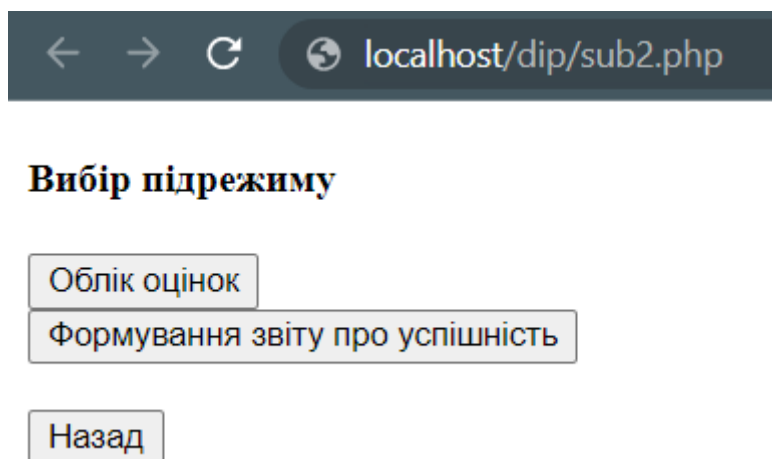 localhost/dip/sub2.php
Вибір підрежиму
Облік оцінок
Формування звіту про успішність
Назад